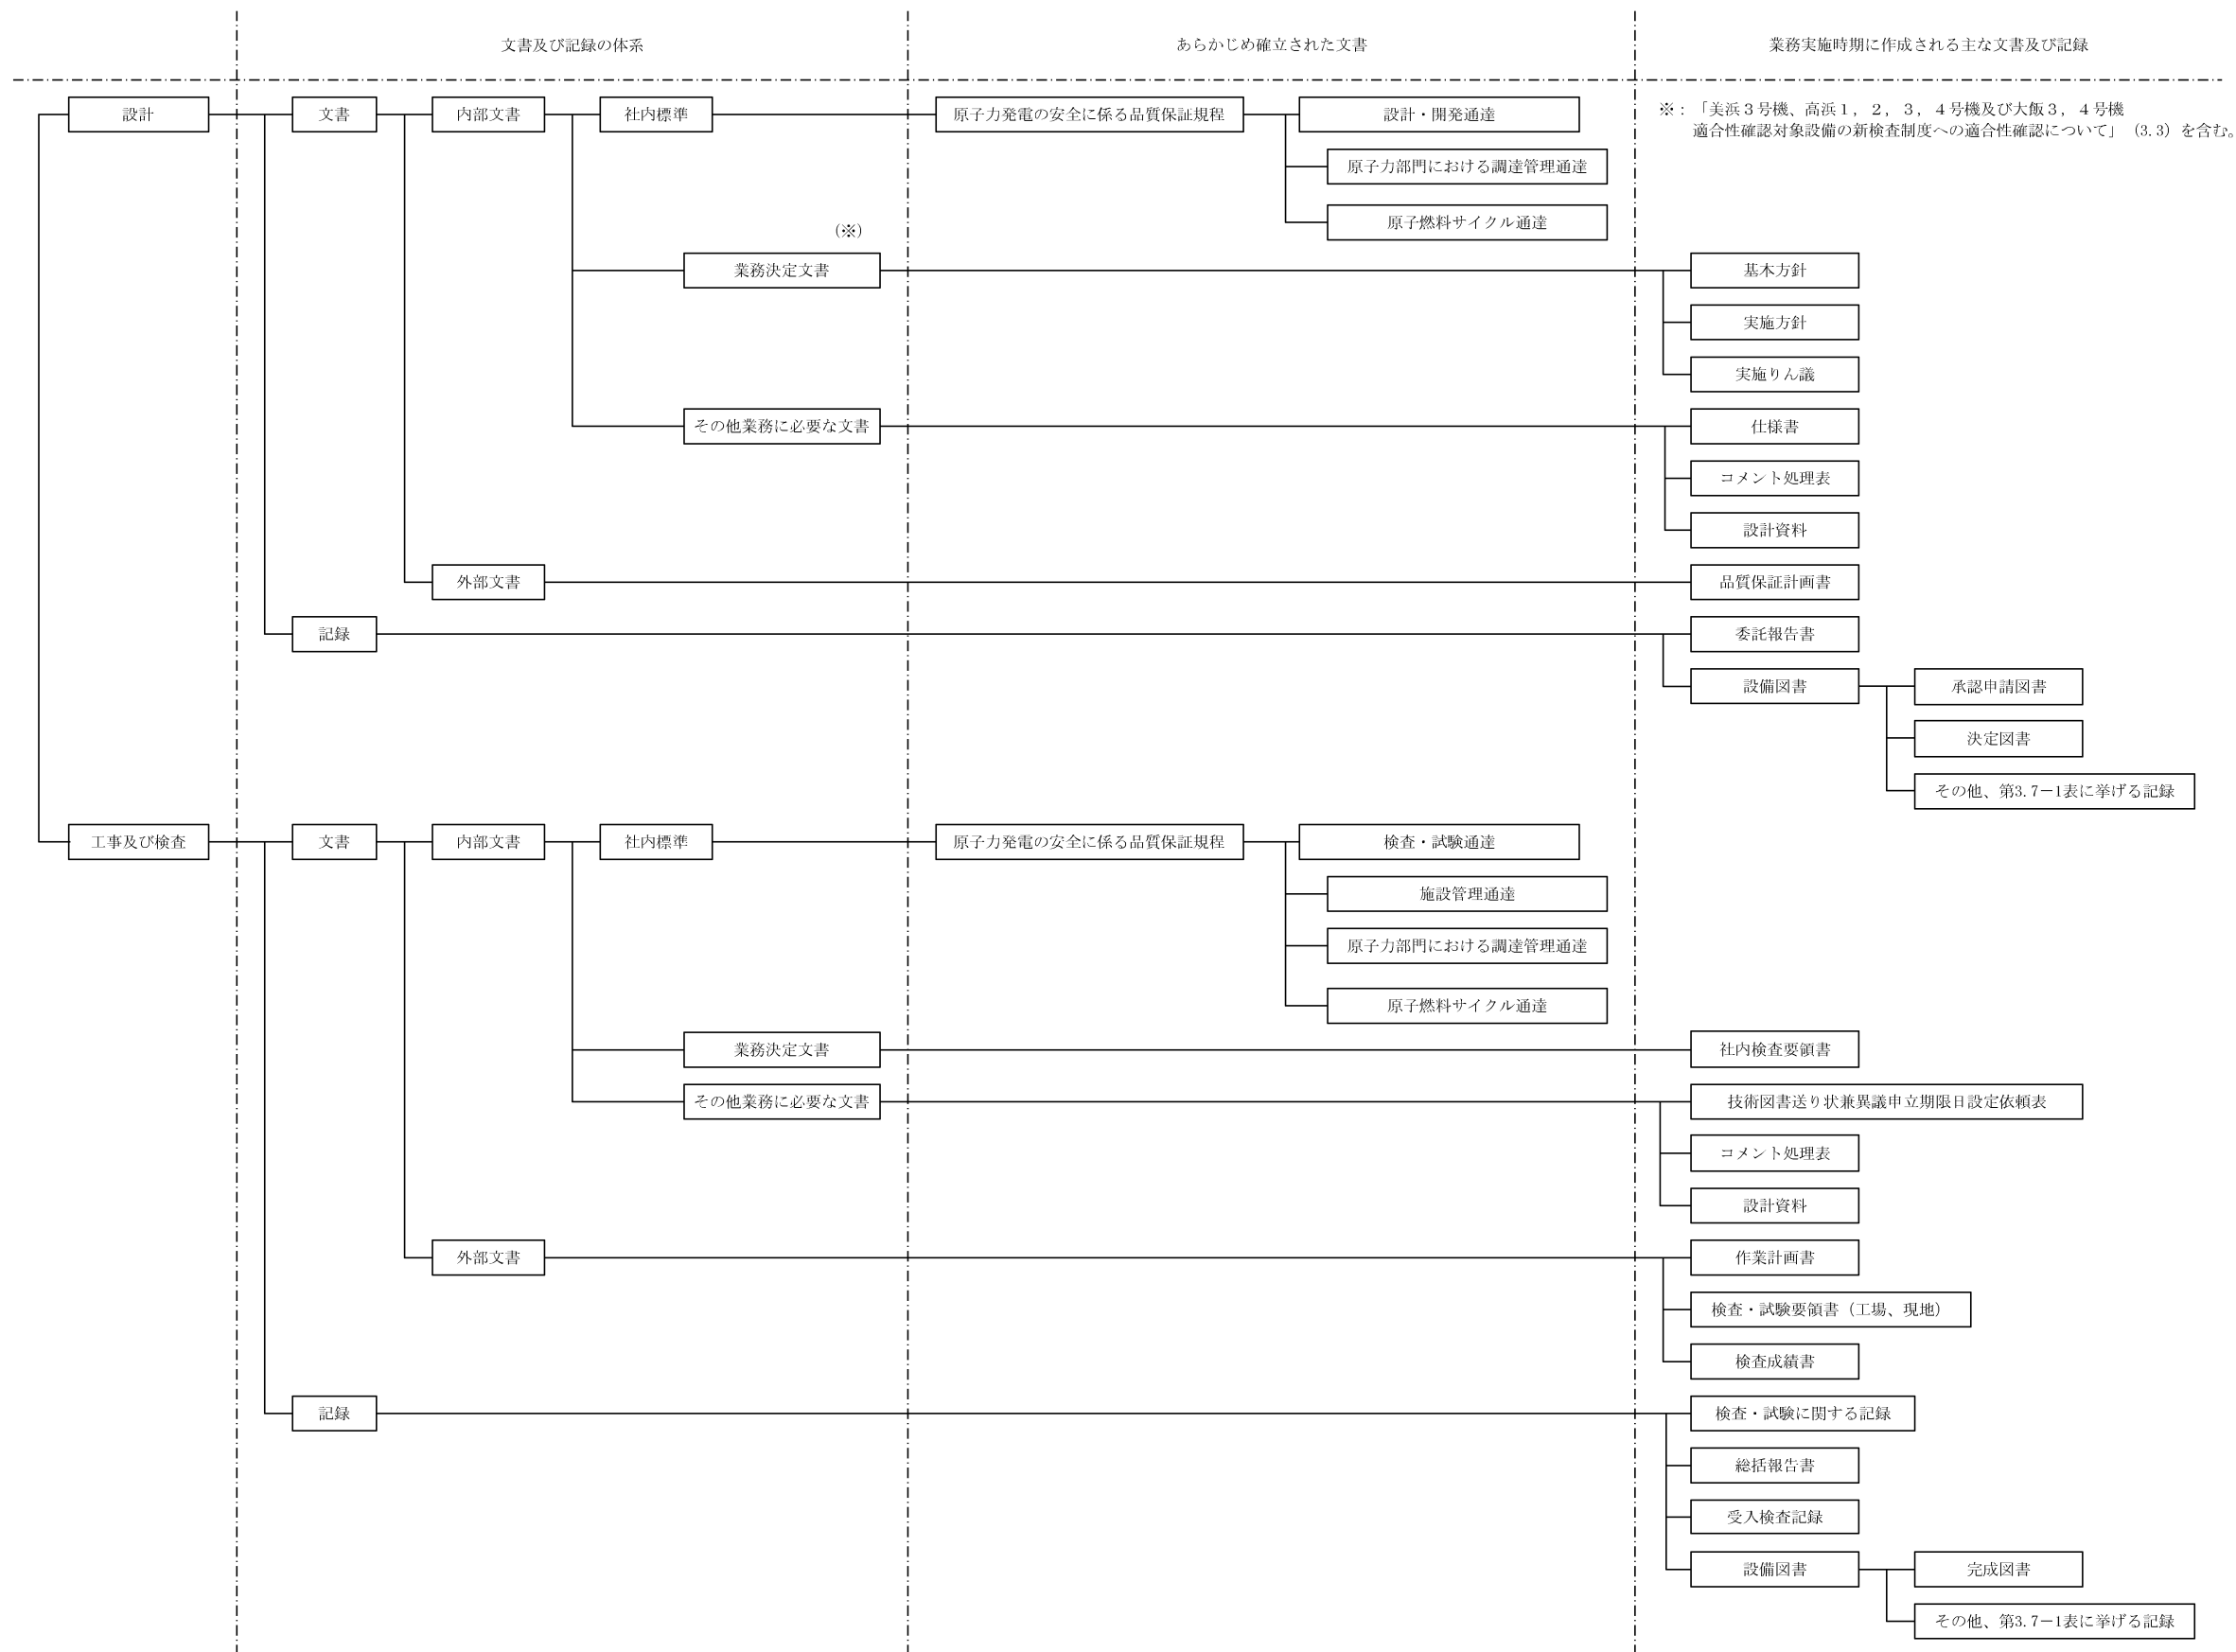 文書及び記録の体系
あらかじめ確立された文書
業務実施時期に作成される主な文書及び記録
設計
文書
内部文書
社内標準
原子力発電の安全に係る品質保証規程
設計・開発通達
※：「美浜３号機、高浜１，２，３，４号機及び大飯３，４号機
適合性確認対象設備の新検査制度への適合性確認について」（3.3）を含む。
原子力部門における調達管理通達
原子燃料サイクル通達
（※）
業務決定文書
基本方針
実施方針
実施りん議
その他業務に必要な文書
仕様書
コメント処理表
設計資料
外部文書
品質保証計画書
記録
委託報告書
設備図書
承認申請図書
決定図書
その他、第3.7－1表に挙げる記録
工事及び検査
文書
内部文書
社内標準
原子力発電の安全に係る品質保証規程
検査・試験通達
施設管理通達
原子力部門における調達管理通達
原子燃料サイクル通達
業務決定文書
社内検査要領書
その他業務に必要な文書
技術図書送り状兼異議申立期限日設定依頼表
コメント処理表
設計資料
外部文書
作業計画書
検査・試験要領書（工場、現地）
検査成績書
記録
検査・試験に関する記録
総括報告書
受入検査記録
設備図書
完成図書
その他、第3.7－1表に挙げる記録